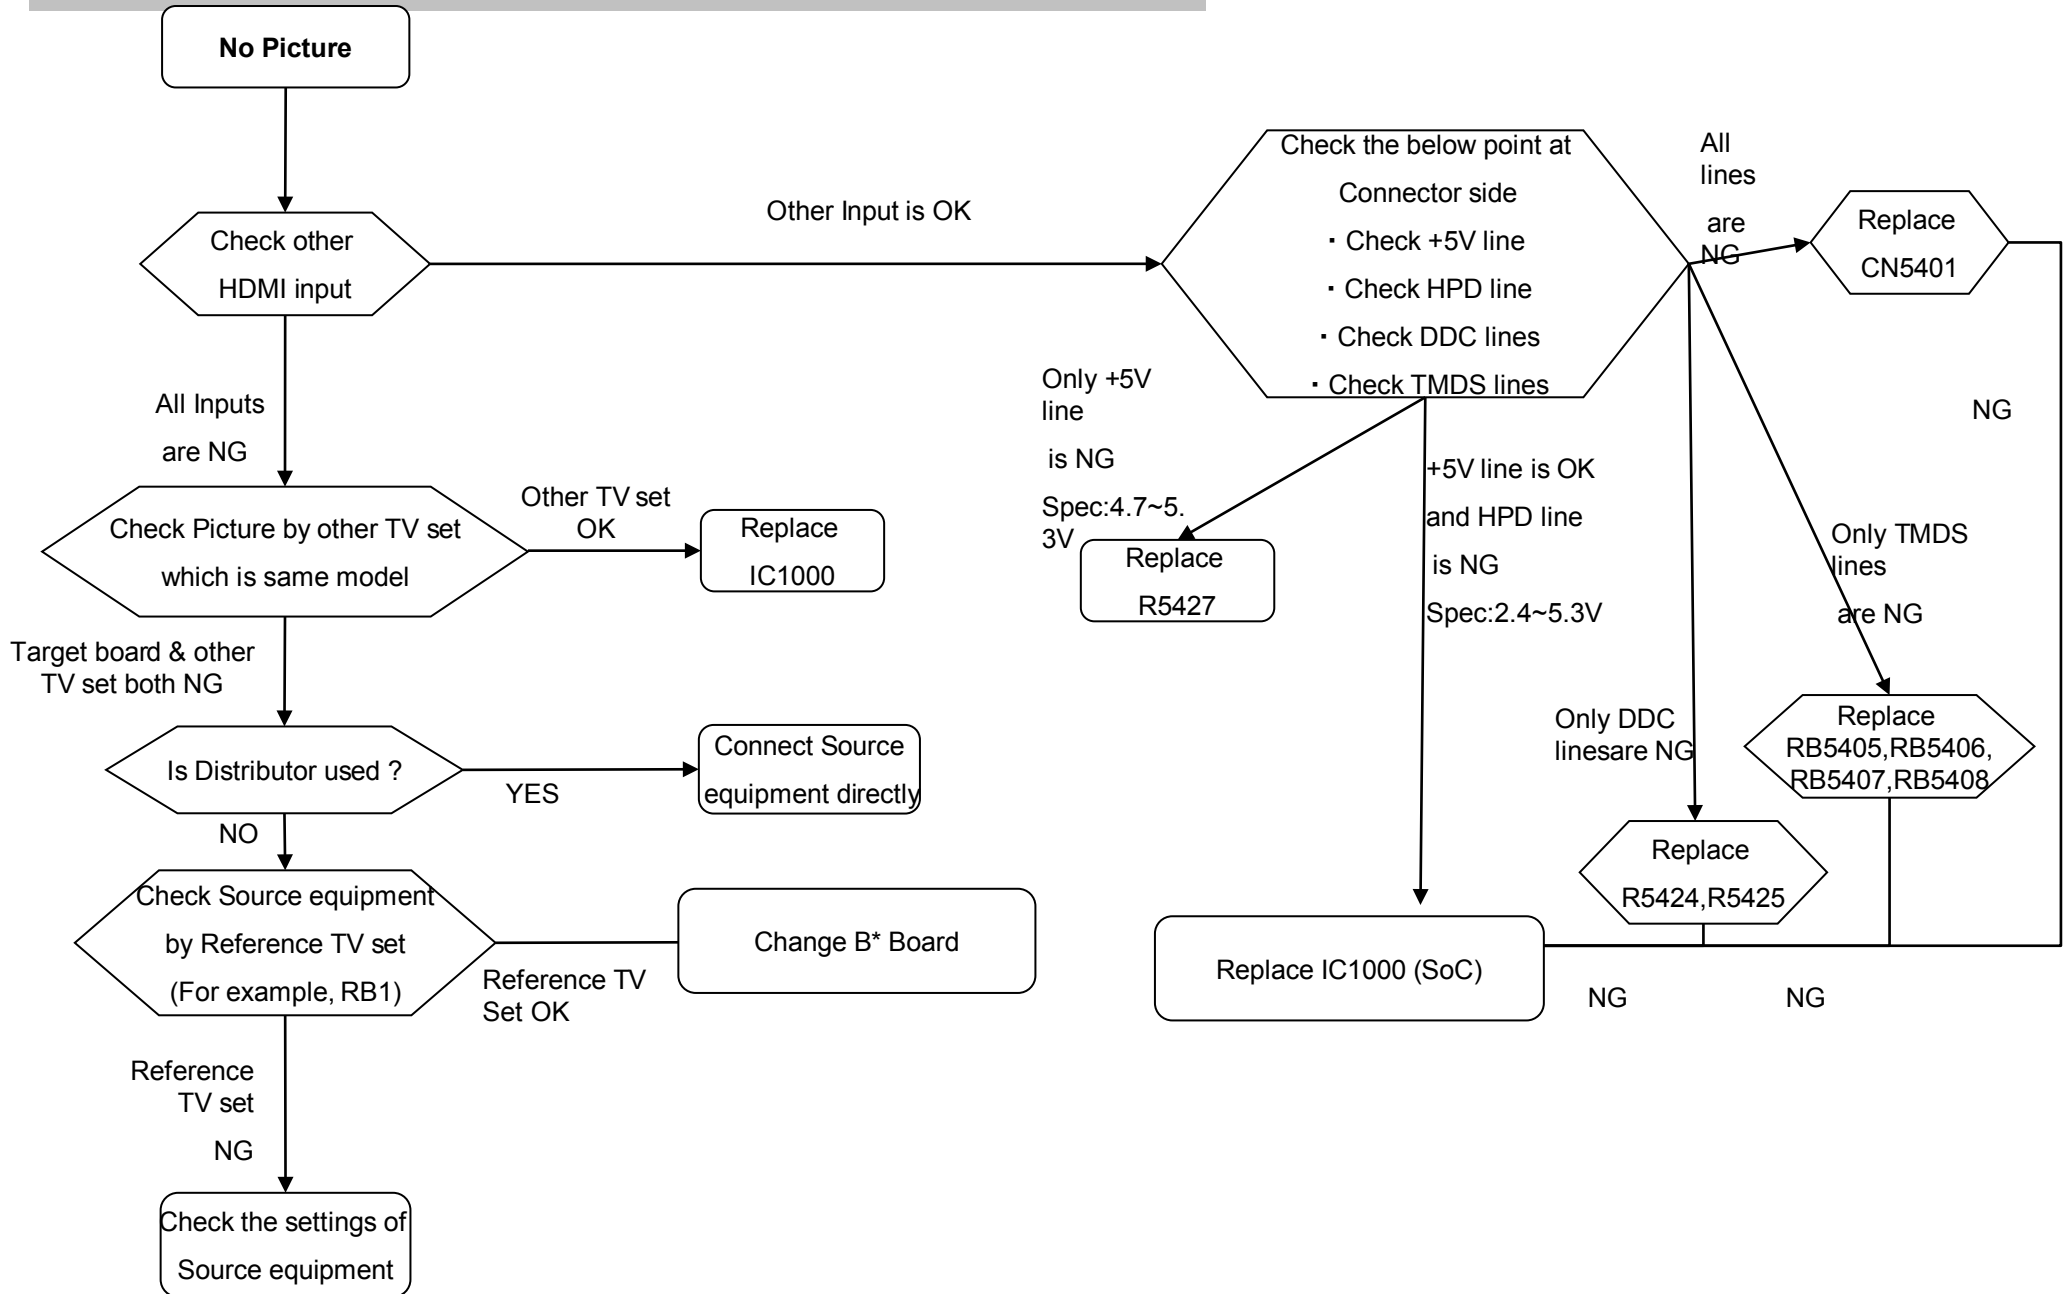 No Picture
Check other
HDMI input
Other Input is OK
All Inputs
are NG
Check Picture by other TV set
which is same model
Other TV set
OK
Replace
IC1000
Target board & other
TV set both NG
Is Distributor used ?
YES
Connect Source
equipment directly
NO
Check Source equipment
by Reference TV set
(For example, RB1)
Reference TV
Set OK
Change B* Board
Reference
TV set
NG
Check the settings of
Source equipment
Check the below point at
Connector side
・Check +5V line
・Check HPD line
・Check DDC lines
・Check TMDS lines
Only +5V
line
is NG
Spec:4.7~5.
3V
Replace
R5427
+5V line is OK
and HPD line
is NG
Spec:2.4~5.3V
Replace IC1000 (SoC)
Only DDC
linesare NG
Replace
R5424,R5425
Only TMDS
lines
are NG
Replace
RB5405,RB5406,
RB5407,RB5408
All
lines
are
NG
Replace
CN5401
NG
NG
NG